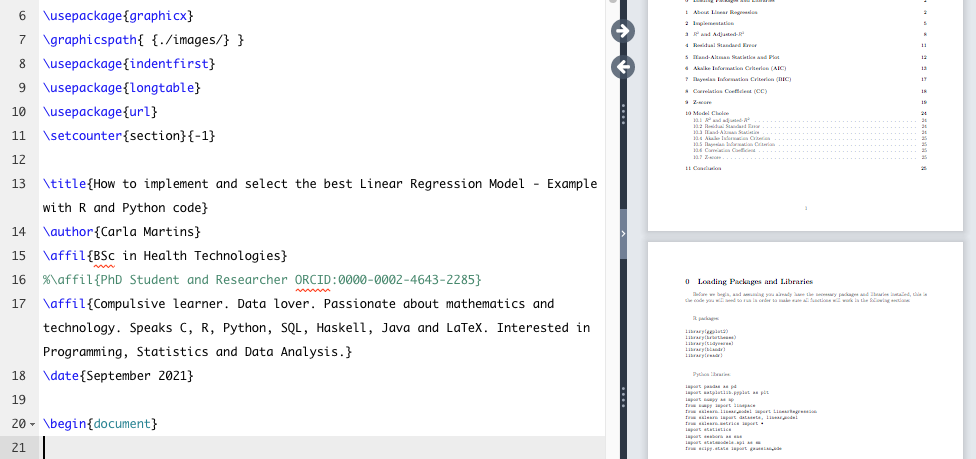 6 \usepackage{graphicx}
7 \graphicspath{ {./images/} }
8 \usepackage{indentfirst}
9 \usepackage{longtable}
10 \usepackage{url}
11 \setcounter{section}{-1}
12
13 \title{How to implement and select the best Linear Regression Model - Example
with R and Python code}
14 \author{Carla Martins}
15 \affil{BSc in Health Technologies}
16 %\affil{PhD Student and Researcher ORCID:0000-0002-4643-2285}
17 \affil{Compulsive learner. Data lover. Passionate about mathematics and
technology. Speaks C, R, Python, SQL, Haskell, Java and LaTeX. Interested in
Programming, Statistics and Data Analysis.}
18 \date{September 2021}
19
20 \begin{document}
21
0 Loading Packages and Libraries
1 About Linear Regression 2
2 Implementation 5
3 R² and Adjusted-R² 8
4 Residual Standard Error 11
5 Bland-Altman Statistics and Plot 12
6 Akaike Information Criterion (AIC) 13
7 Bayesian Information Criterion (BIC) 17
8 Correlation Coefficient (CC) 18
9 Z-score 19
10 Model Choice 24
10.1 R² and adjusted-R² 24
10.2 Residual Standard Error 24
10.3 Bland-Altman Statistics 24
10.4 Akaike Information Criterion 25
10.5 Bayesian Information Criterion 25
10.6 Correlation Coefficient 25
10.7 Z-score 25
11 Conclusion 25
1
0 Loading Packages and Libraries
Before we begin, and assuming you already have the necessary packages and libraries installed, this is
the code you will need to run in order to make sure all functions will work in the following sections:
R packages:
library(ggplot2)
library(hrbrthemes)
library(tidyverse)
library(blandr)
library(readr)
Python libraries:
import pandas as pd
import matplotlib.pyplot as plt
import numpy as np
from numpy import linspace
from sklearn.linear_model import LinearRegression
from sklearn import datasets, linear_model
from sklearn.metrics import *
import statistics
import seaborn as sns
import statsmodels.api as sm
from scipy.stats import gaussian_kde